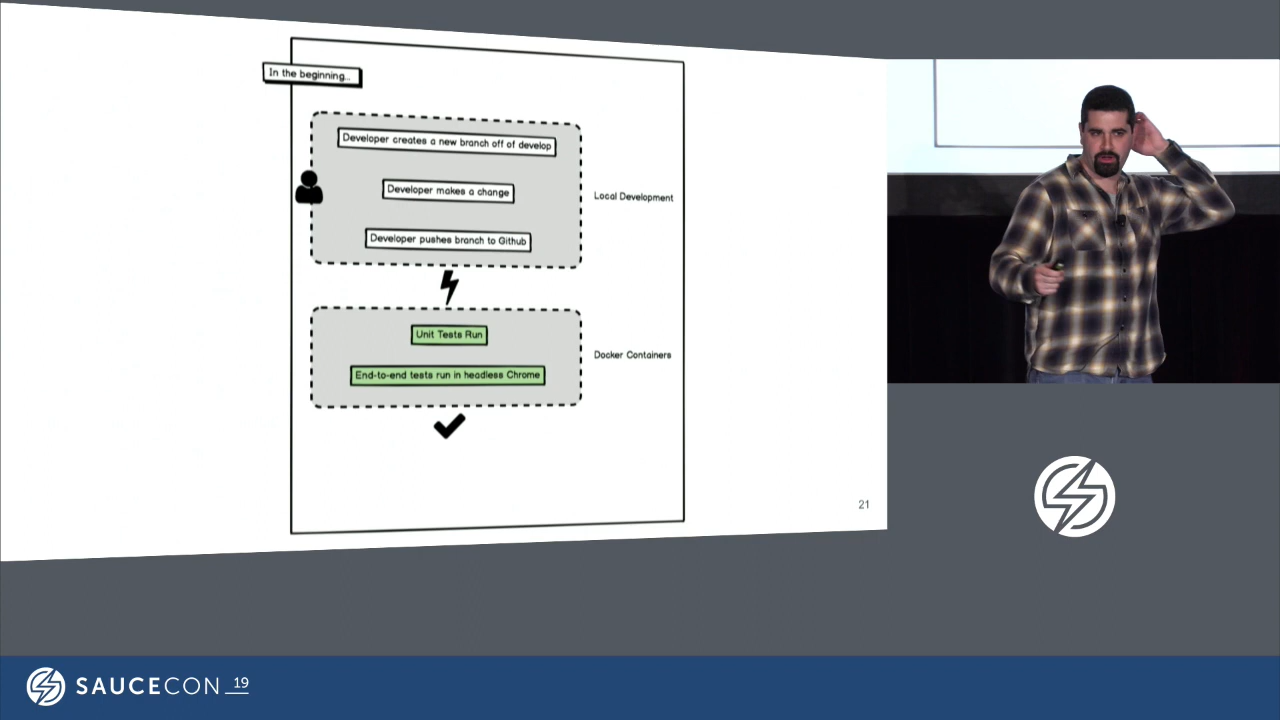 In the beginning...
Developer creates a new branch off of develop
Developer makes a change
Local Development
Developer pushes branch to Github
Unit Tests Run
Docker Containers
End-to-end tests run in headless Chrome
21
SAUCECON 19